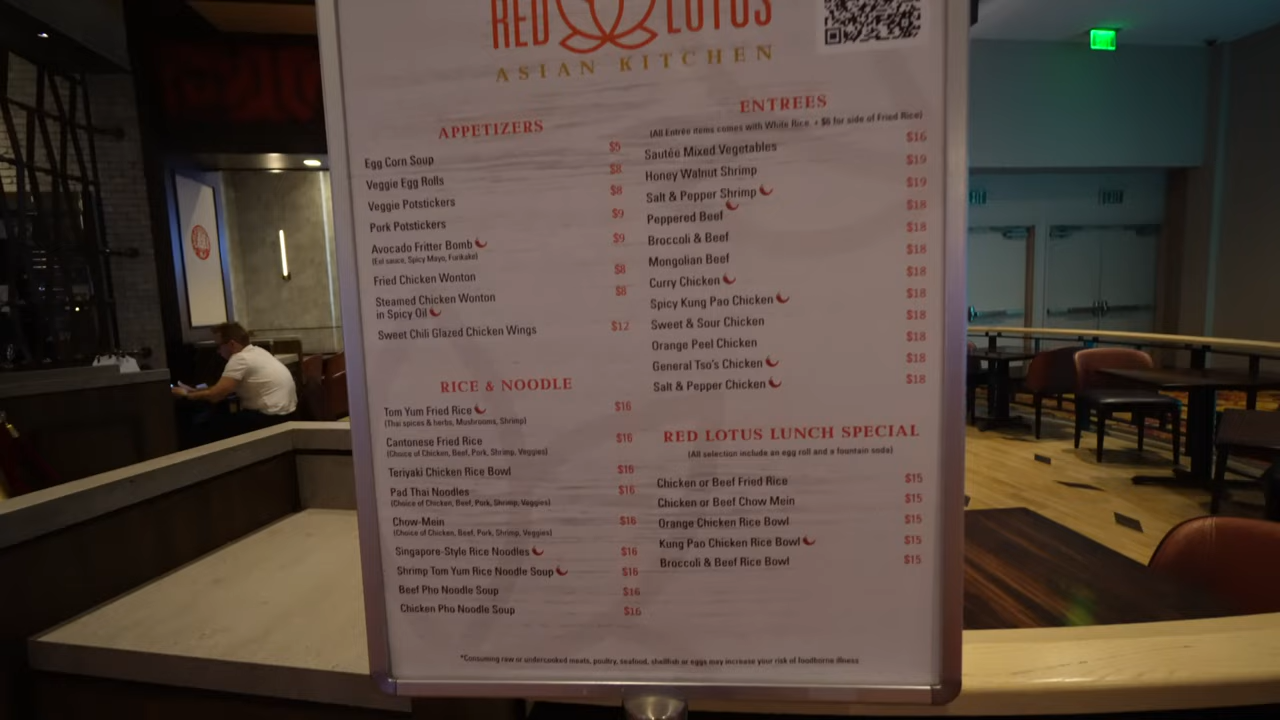 RED LOTUS
ASIAN KITCHEN
APPETIZERS
Egg Corn Soup $5
Veggie Egg Rolls $8
Veggie Potstickers $8
Pork Potstickers $9
Avocado Fritter Bomb $9
(Eel sauce, Spicy Mayo, Furikake)
Fried Chicken Wonton $8
Steamed Chicken Wonton $8
in Spicy Oil
Sweet Chili Glazed Chicken Wings $12
RICE & NOODLE
Tom Yum Fried Rice $16
(Thai spices & herbs, Mushrooms, Shrimp)
Cantonese Fried Rice $16
(Choice of Chicken, Beef, Pork, Shrimp, Veggies)
Teriyaki Chicken Rice Bowl $16
Pad Thai Noodles $16
(Choice of Chicken, Beef, Pork, Shrimp, Veggies)
Chow-Mein $16
(Choice of Chicken, Beef, Pork, Shrimp, Veggies)
Singapore-Style Rice Noodles $16
Shrimp Tom Yum Rice Noodle Soup $16
Beef Pho Noodle Soup $16
Chicken Pho Noodle Soup $16
ENTREES
(All Entrée items comes with White Rice. + $6 for side of Fried Rice)
Sautée Mixed Vegetables $16
Honey Walnut Shrimp $19
Salt & Pepper Shrimp $19
Peppered Beef $18
Broccoli & Beef $18
Mongolian Beef $18
Curry Chicken $18
Spicy Kung Pao Chicken $18
Sweet & Sour Chicken $18
Orange Peel Chicken $18
General Tso's Chicken $18
Salt & Pepper Chicken $18
RED LOTUS LUNCH SPECIAL
(All selection include an egg roll and a fountain soda)
Chicken or Beef Fried Rice $15
Chicken or Beef Chow Mein $15
Orange Chicken Rice Bowl $15
Kung Pao Chicken Rice Bowl $15
Broccoli & Beef Rice Bowl $15
*Consuming raw or undercooked meats, poultry, seafood, shellfish or eggs may increase your risk of foodborne illness